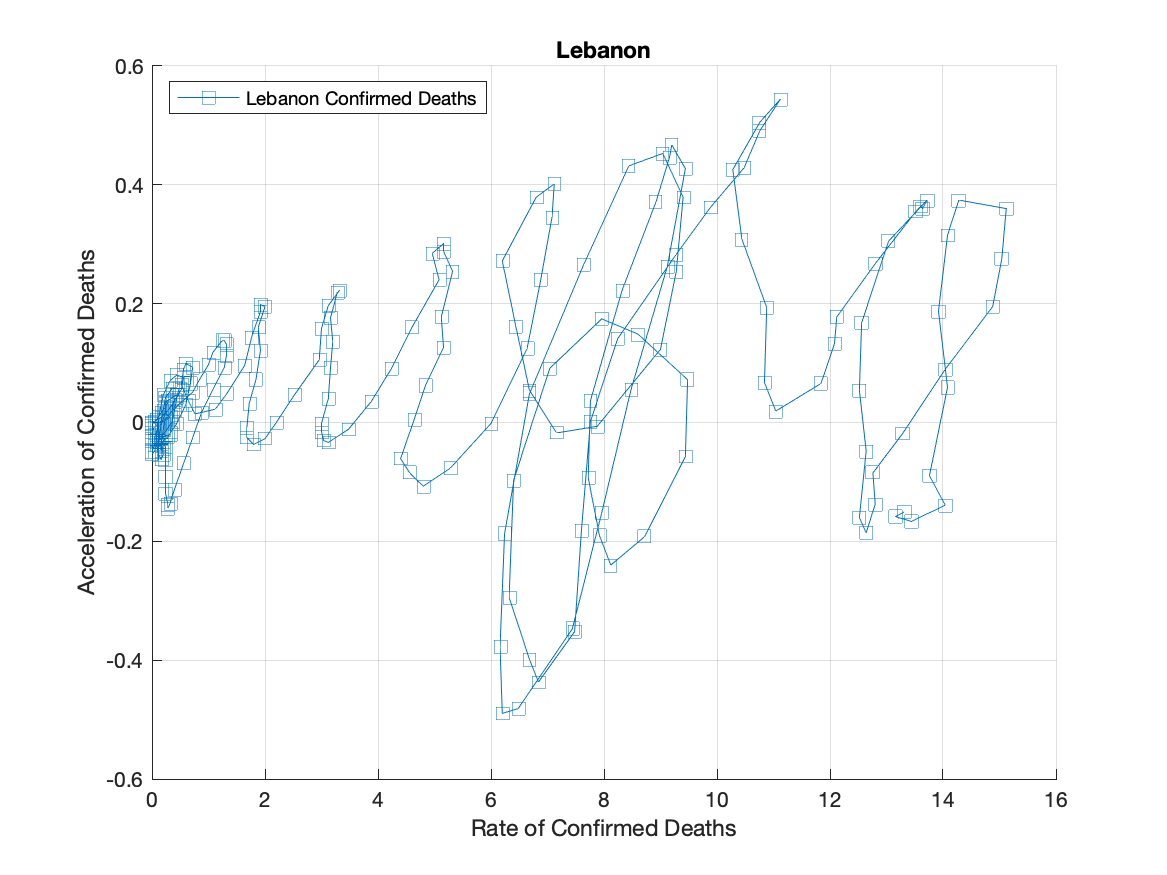 Lebanon
0.6
Lebanon Confirmed Deaths
0.4
0.2
0
-0.2
-0.4
-0.6
Acceleration of Confirmed Deaths
0 2 4 6 8 10 12 14 16
Rate of Confirmed Deaths